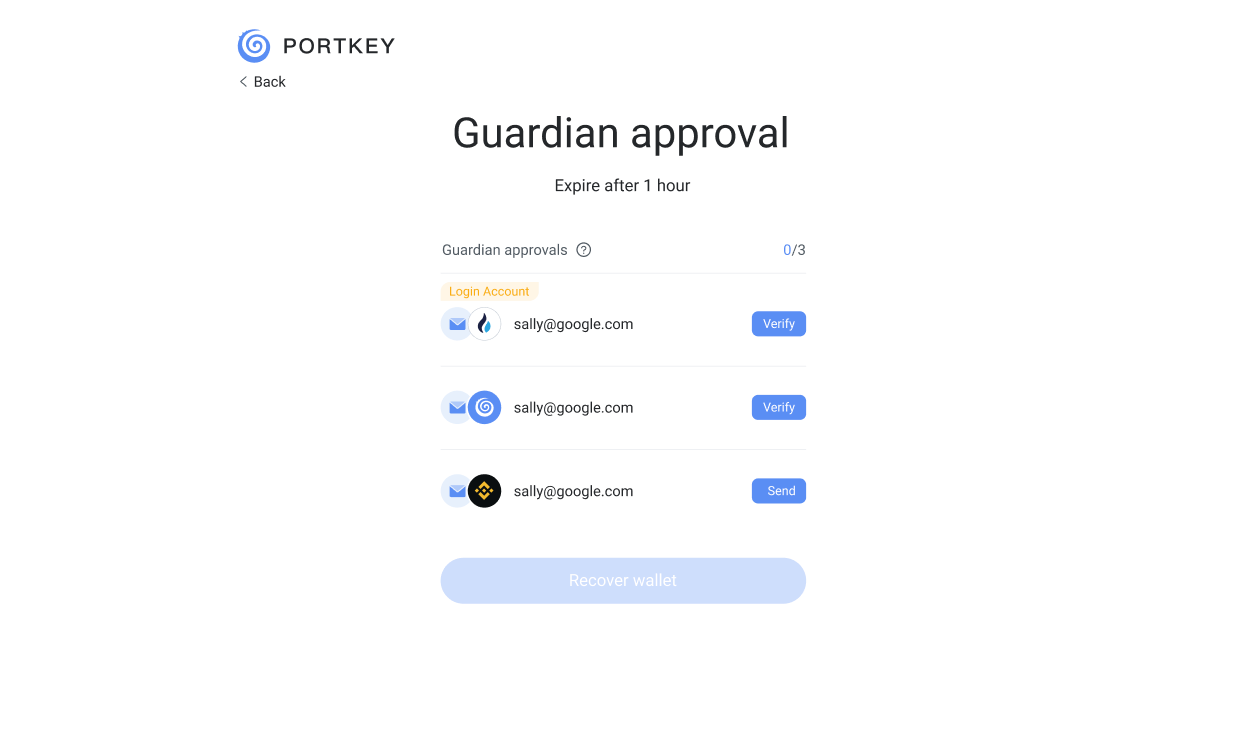 PORTKEY
Back
Guardian approval
Expire after 1 hour
Guardian approvals ? 0/3
Login Account
sally@google.com Verify
sally@google.com Verify
sally@google.com Send
Recover wallet